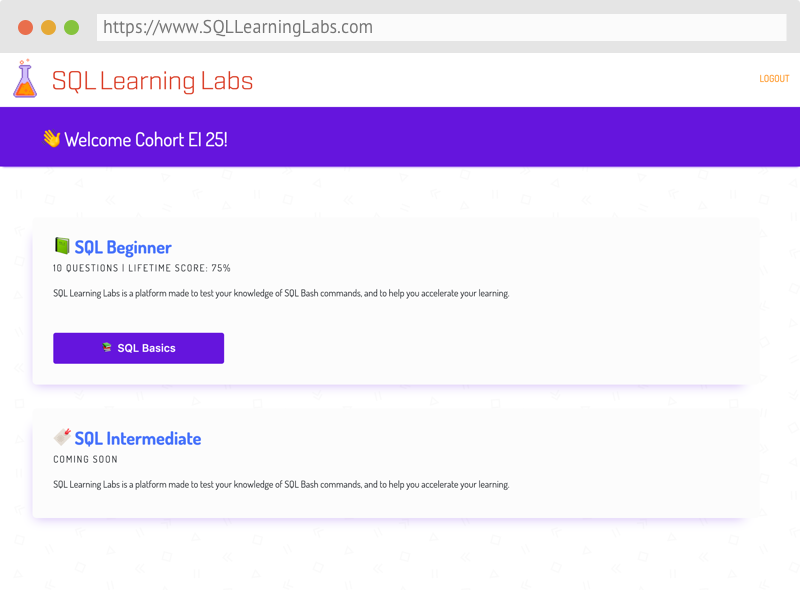 https://www.SQLLearningLabs.com
SQL Learning Labs
LOGOUT
👋 Welcome Cohort EI 25!
SQL Beginner
10 QUESTIONS | LIFETIME SCORE: 75%
SQL Learning Labs is a platform made to test your knowledge of SQL Bash commands, and to help you accelerate your learning.
SQL Basics
SQL Intermediate
COMING SOON
SQL Learning Labs is a platform made to test your knowledge of SQL Bash commands, and to help you accelerate your learning.